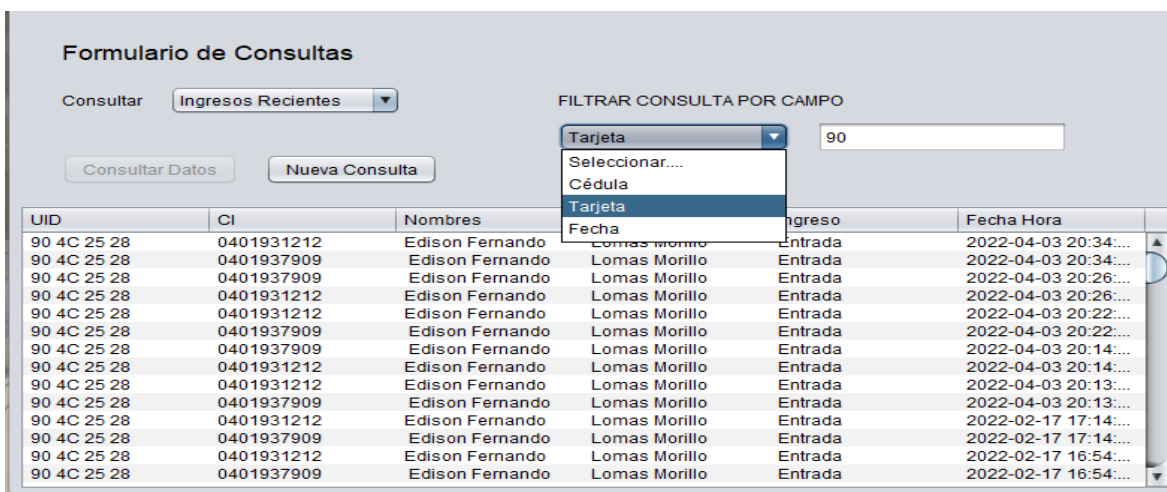 Formulario de Consultas
Consultar Ingresos Recientes FILTRAR CONSULTA POR CAMPO
Tarjeta 90
Consultar Datos Nueva Consulta
Seleccionar....
Cédula
Tarjeta
Fecha
UID CI Nombres ngreso Fecha Hora
90 4C 25 28 0401931212 Edison Fernando Lomas Morillo Entrada 2022-04-03 20:34:...
90 4C 25 28 0401937909 Edison Fernando Lomas Morillo Entrada 2022-04-03 20:34:...
90 4C 25 28 0401937909 Edison Fernando Lomas Morillo Entrada 2022-04-03 20:26:...
90 4C 25 28 0401931212 Edison Fernando Lomas Morillo Entrada 2022-04-03 20:26:...
90 4C 25 28 0401931212 Edison Fernando Lomas Morillo Entrada 2022-04-03 20:22:...
90 4C 25 28 0401937909 Edison Fernando Lomas Morillo Entrada 2022-04-03 20:22:...
90 4C 25 28 0401937909 Edison Fernando Lomas Morillo Entrada 2022-04-03 20:14:...
90 4C 25 28 0401931212 Edison Fernando Lomas Morillo Entrada 2022-04-03 20:14:...
90 4C 25 28 0401931212 Edison Fernando Lomas Morillo Entrada 2022-04-03 20:13:...
90 4C 25 28 0401937909 Edison Fernando Lomas Morillo Entrada 2022-04-03 20:13:...
90 4C 25 28 0401931212 Edison Fernando Lomas Morillo Entrada 2022-02-17 17:14:...
90 4C 25 28 0401937909 Edison Fernando Lomas Morillo Entrada 2022-02-17 17:14:...
90 4C 25 28 0401931212 Edison Fernando Lomas Morillo Entrada 2022-02-17 16:54:...
90 4C 25 28 0401937909 Edison Fernando Lomas Morillo Entrada 2022-02-17 16:54:...